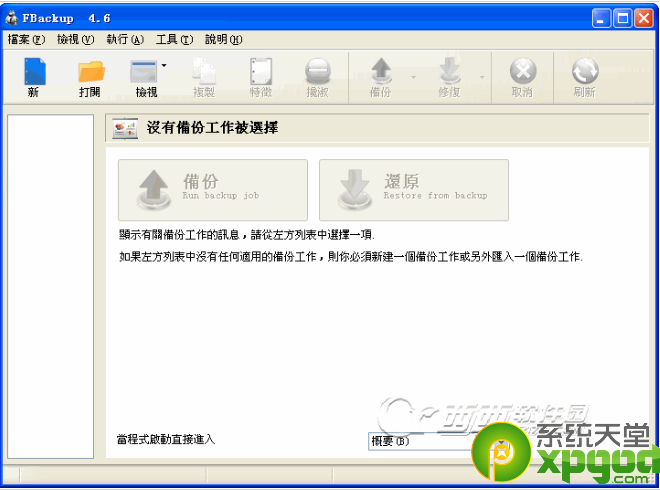 FBackup 4.6
檔案(F) 檢視(V) 執行(A) 工具(T) 說明(H)
新 打開 檢視 複製 特徵 備份 修復 取消 刷新
沒有備份工作被選擇
備份
Run backup job
還原
Restore from backup
顯示有關備份工作的訊息，請從左方列表中選擇一項.
如果左方列表中沒有任何適用的備份工作，則你必須新建一個備份工作或另外匯入一個備份工作.
西西软件园
當程式啟動直接進入
概要(B)
系统天堂
xpgod
.com